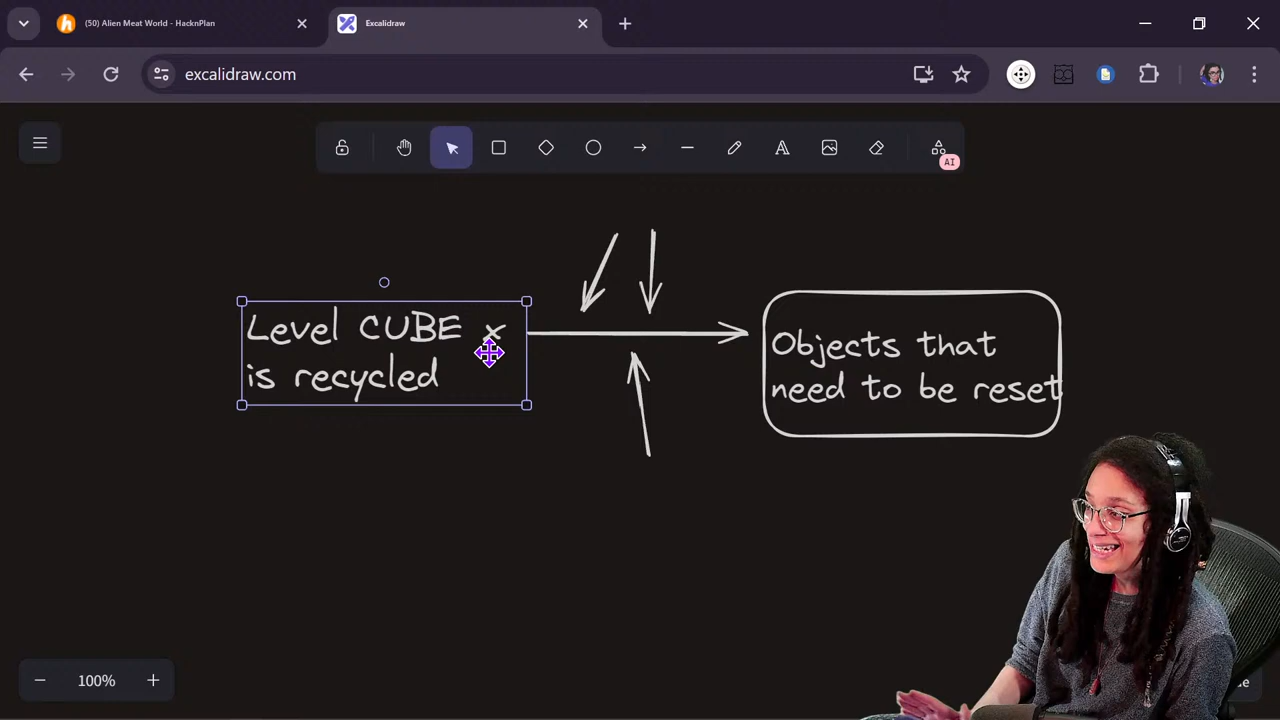 (50) Alien Meat World - HacknPlan
Excalidraw
excalidraw.com
AI
Level CUBE x
is recycled
Objects that
need to be reset
100%